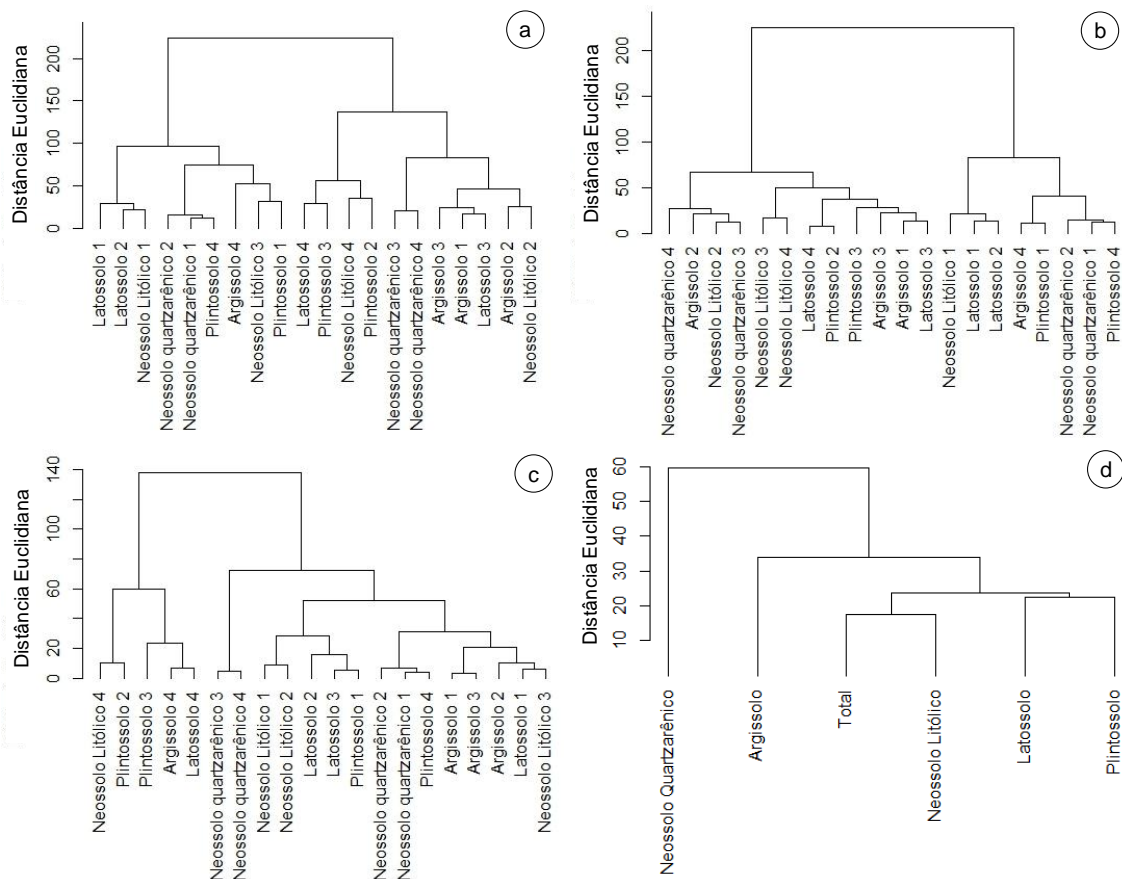 a
Distância Euclidiana
200
150
100
50
0
Latossolo 1
Latossolo 2
Neossolo Litólico 1
Neossolo quartzarênico 2
Neossolo quartzarênico 1
Plintossolo 4
Argissolo 4
Neossolo Litólico 3
Plintossolo 1
Latossolo 4
Plintossolo 3
Neossolo Litólico 4
Plintossolo 2
Neossolo quartzarênico 3
Neossolo quartzarênico 4
Argissolo 3
Argissolo 1
Latossolo 3
Argissolo 2
Neossolo Litólico 2
b
Distância Euclidiana
200
150
100
50
0
Neossolo quartzarênico 4
Argissolo 2
Neossolo Litólico 2
Neossolo quartzarênico 3
Neossolo Litólico 3
Neossolo Litólico 4
Latossolo 4
Plintossolo 2
Plintossolo 3
Argissolo 3
Argissolo 1
Latossolo 3
Neossolo Litólico 1
Latossolo 1
Latossolo 2
Argissolo 4
Plintossolo 1
Neossolo quartzarênico 2
Neossolo quartzarênico 1
Plintossolo 4
c
Distância Euclidiana
140
100
60
20
0
Neossolo Litólico 4
Plintossolo 2
Plintossolo 3
Argissolo 4
Latossolo 4
Neossolo quartzarênico 3
Neossolo quartzarênico 4
Neossolo Litólico 1
Neossolo Litólico 2
Latossolo 2
Latossolo 3
Plintossolo 1
Neossolo quartzarênico 2
Neossolo quartzarênico 1
Plintossolo 4
Argissolo 1
Argissolo 3
Argissolo 2
Latossolo 1
Neossolo Litólico 3
d
Distância Euclidiana
60
50
40
30
20
10
Neossolo Quartzarênico
Argissolo
Total
Neossolo Litólico
Latossolo
Plintossolo